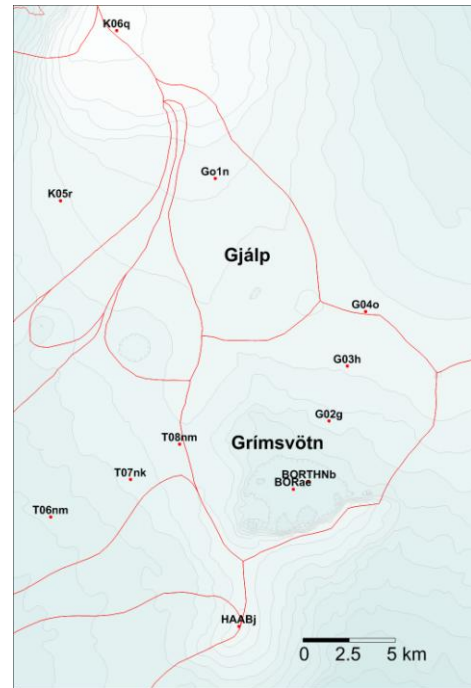 K06q
Go1n
K05r
Gjálp
G04o
G03h
G02g
T08nm
Grímsvötn
BORTHNb
BORae
T07nk
T06nm
HAABj
0 2.5 5 km